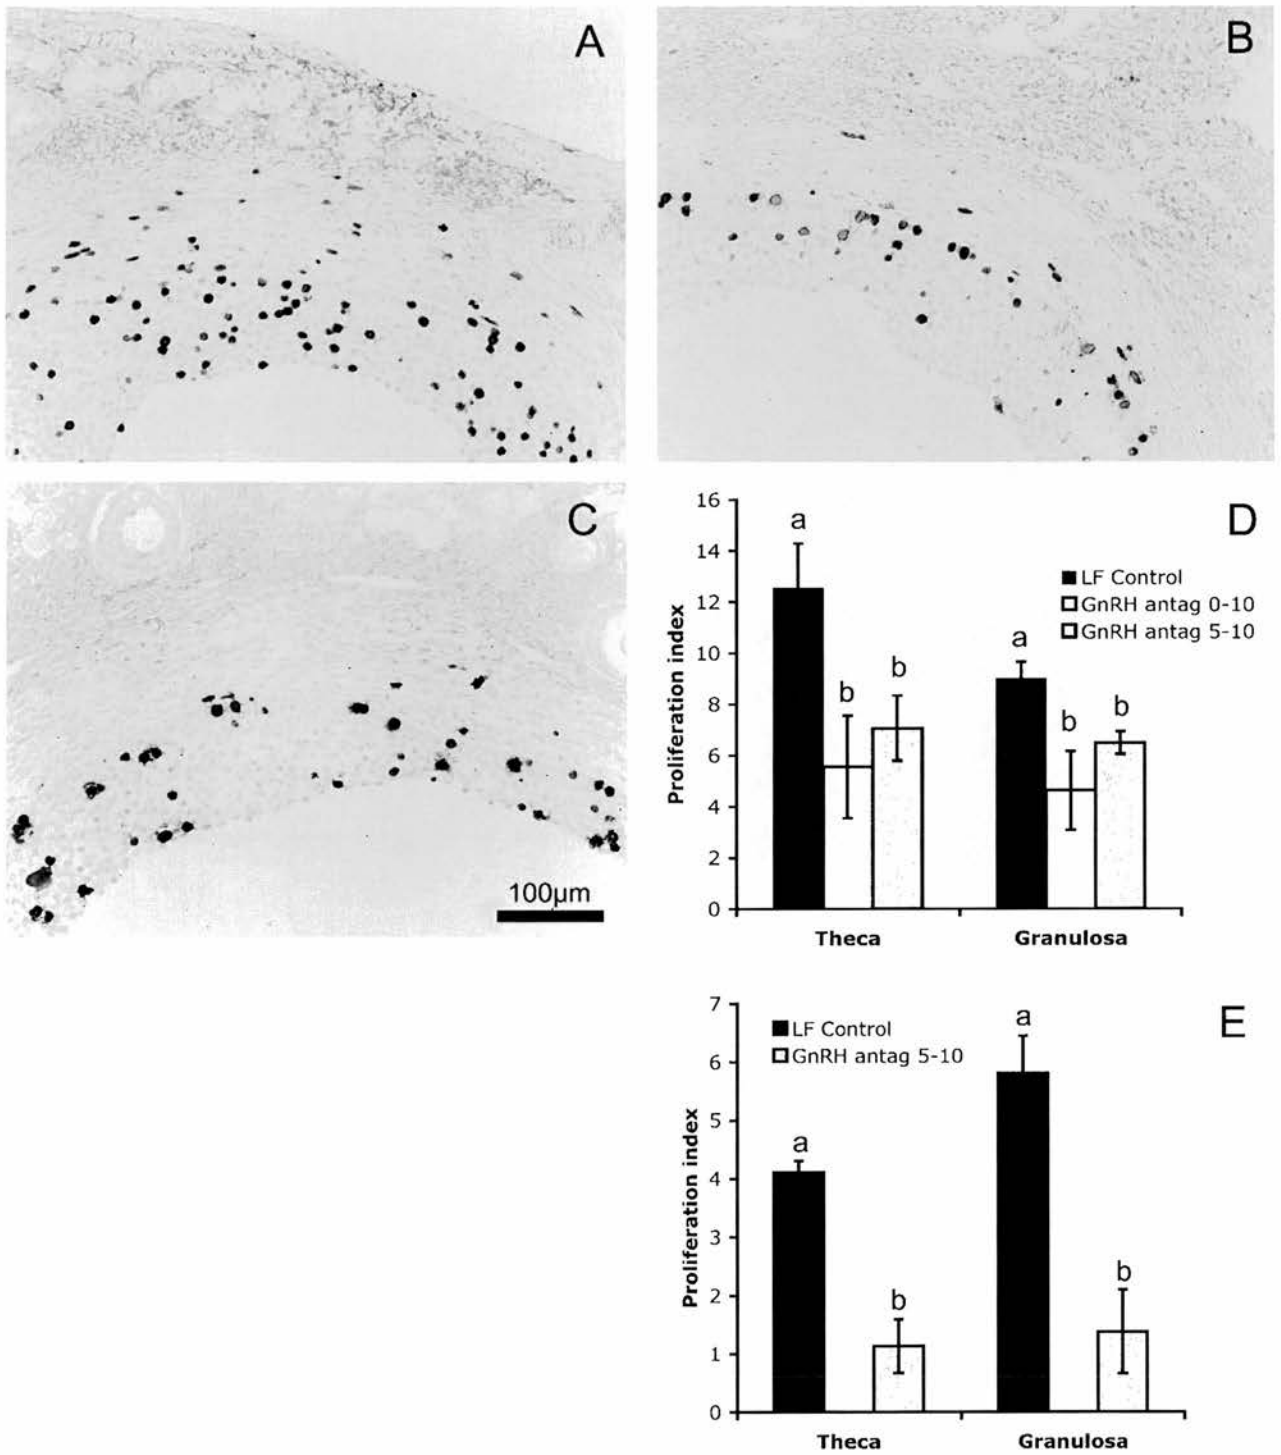 A
B
C
100μm
D
16
14
12
10
8
6
4
2
0
Proliferation index
a
b
b
a
b
b
LF Control
GnRH antag 0-10
GnRH antag 5-10
Theca
Granulosa
E
7
6
5
4
3
2
1
0
Proliferation index
LF Control
GnRH antag 5-10
a
b
a
b
Theca
Granulosa